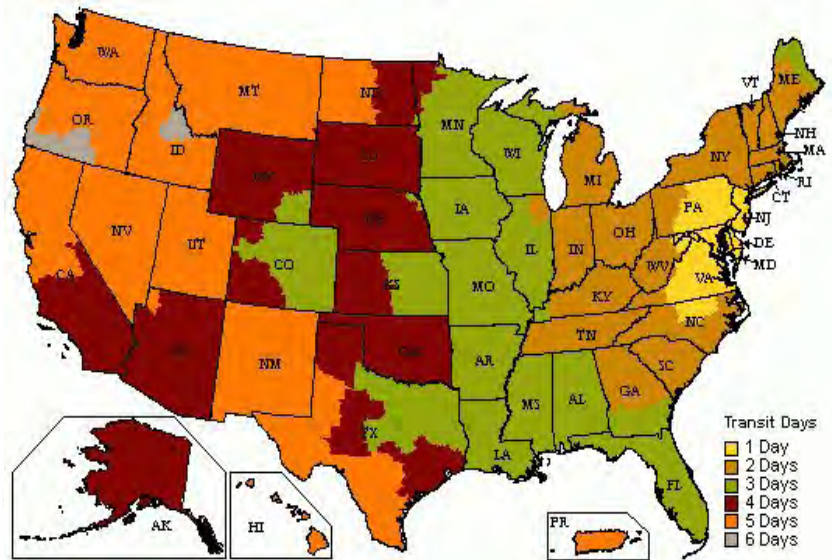 WA
MT
ND
ME
VT
OR
MN
ID
SD
WI
NH
MA
NY
WY
MI
RI
CT
IA
NE
PA
NJ
NV
UT
IL
IN
OH
DE
MD
CO
WV
VA
CA
KS
MO
KY
NC
TN
AZ
NM
OK
AR
SC
GA
MS
AL
TX
LA
FL
AK
HI
PR
Transit Days
1 Day
2 Days
3 Days
4 Days
5 Days
6 Days